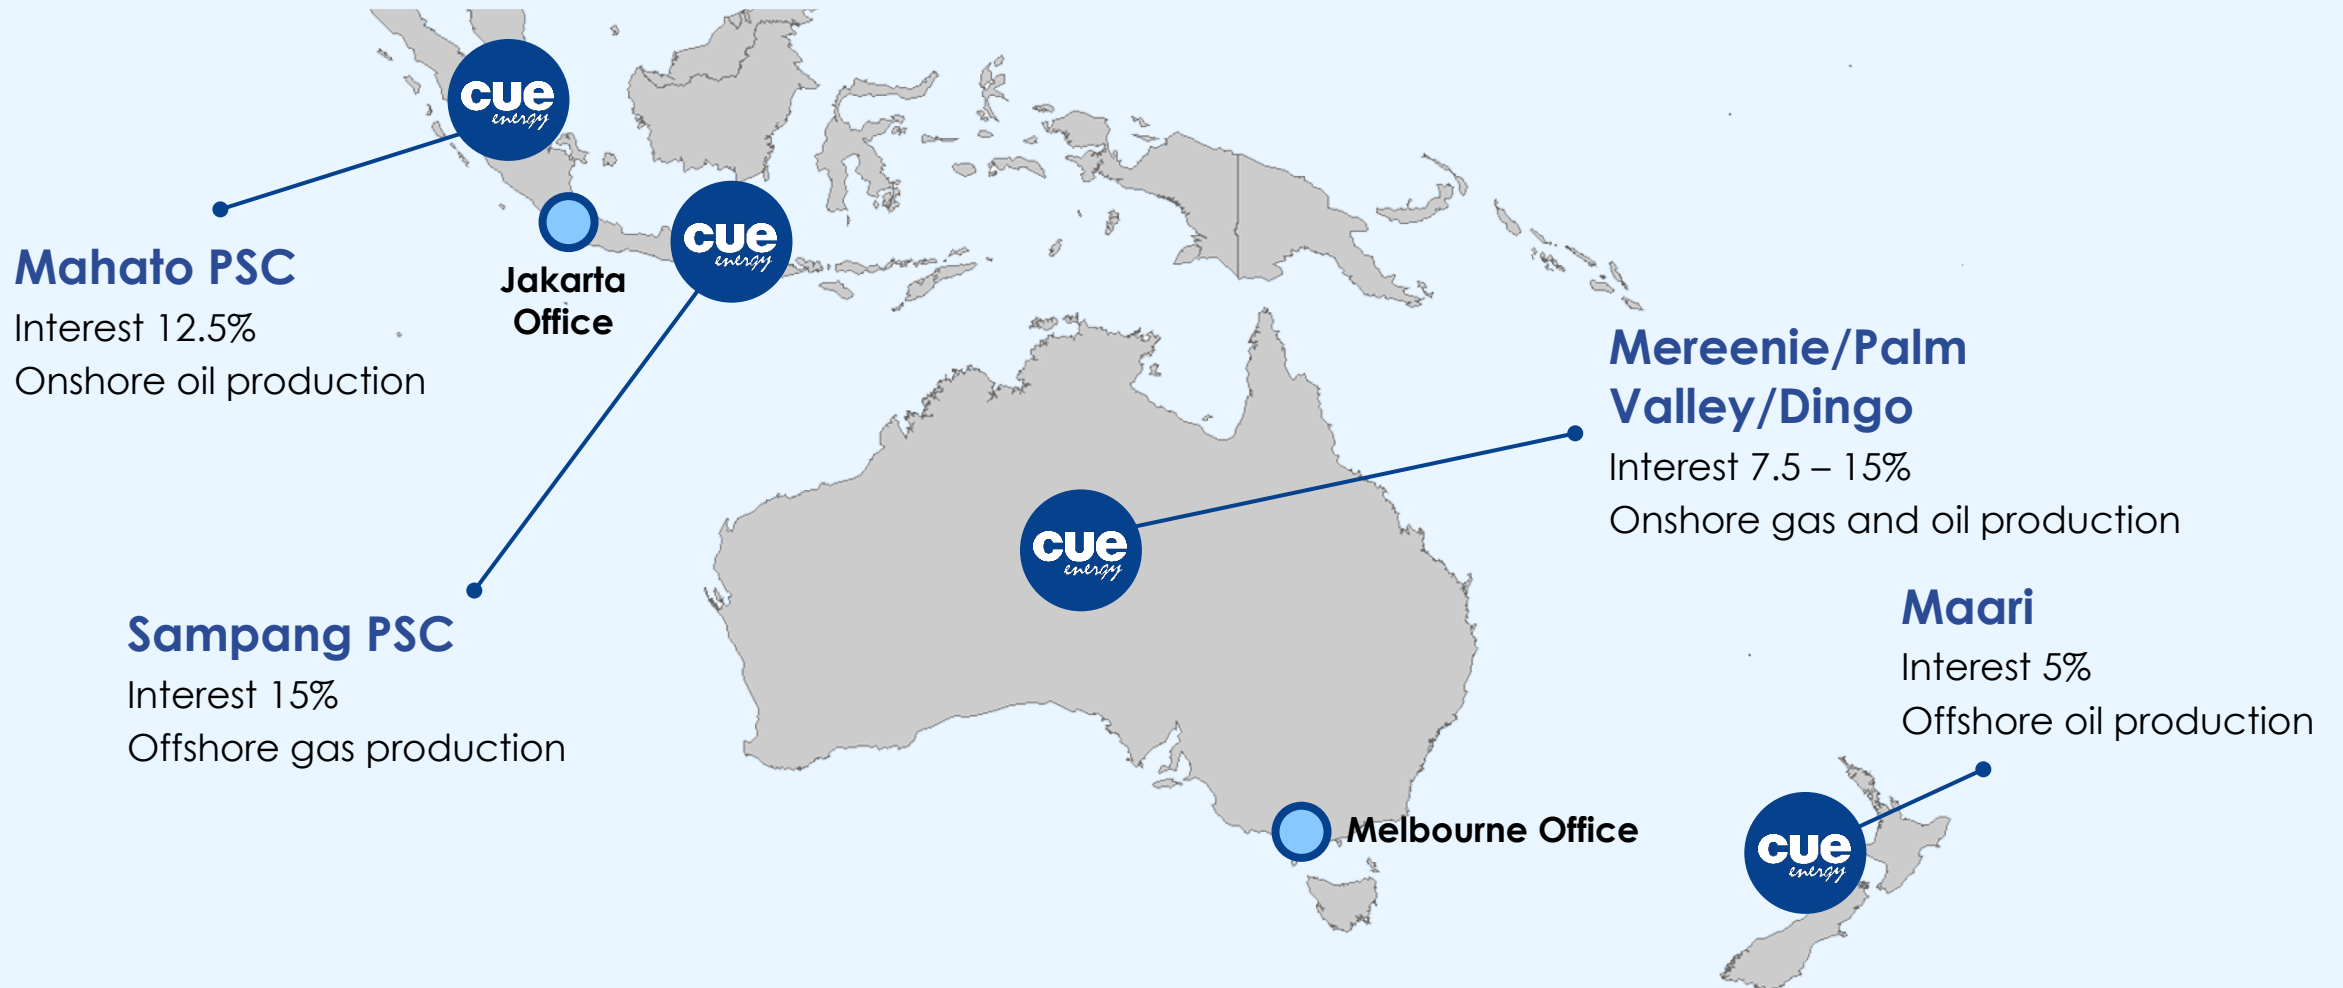 cue
energy
cue
energy
Mahato PSC
Interest 12.5%
Onshore oil production
Jakarta
Office
Mereenie/Palm
Valley/Dingo
Interest 7.5 – 15%
Onshore gas and oil production
cue
energy
Sampang PSC
Interest 15%
Offshore gas production
Maari
Interest 5%
Offshore oil production
Melbourne Office
cue
energy